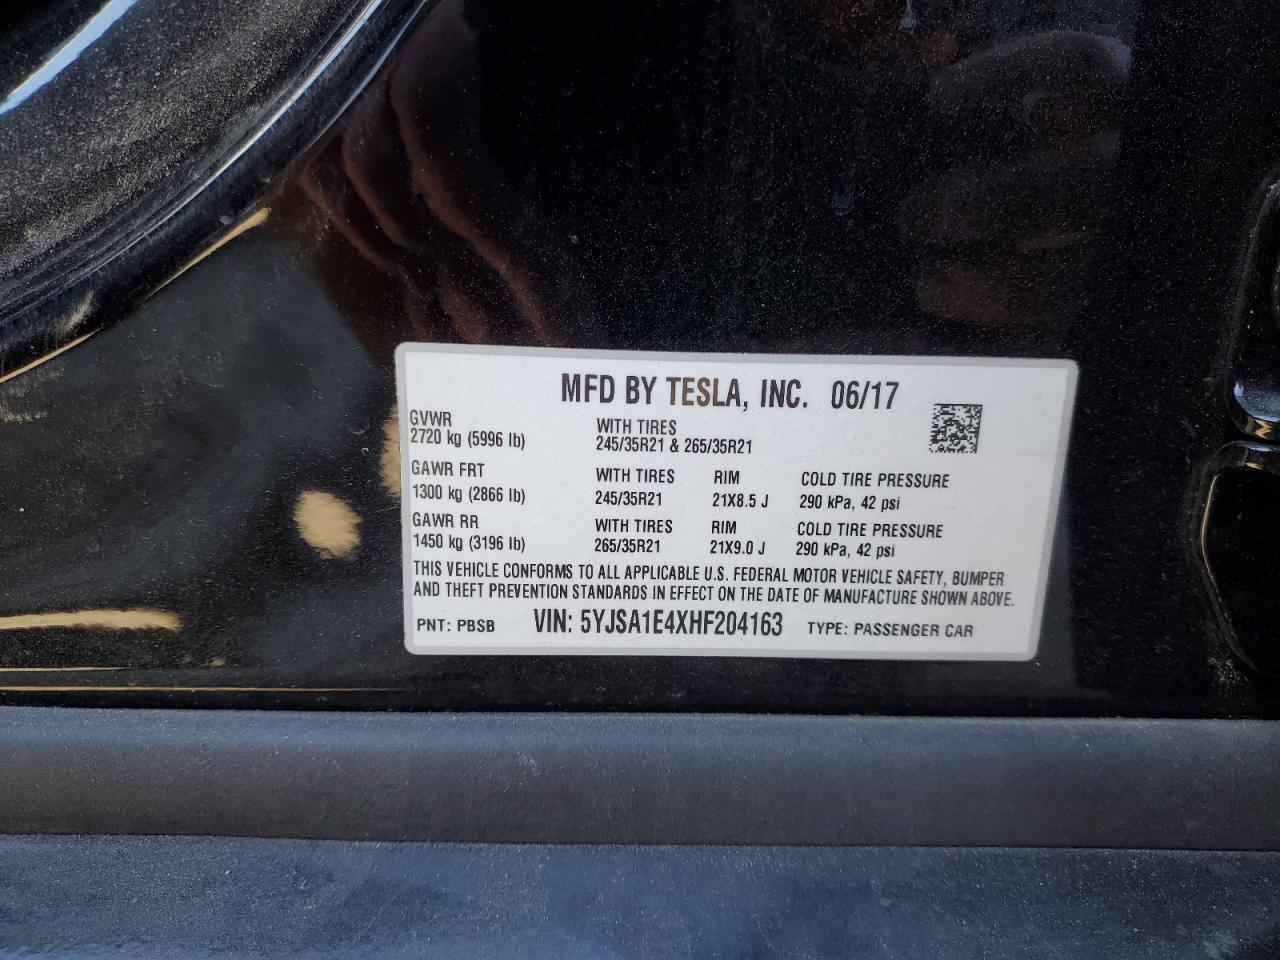 MFD BY TESLA, INC. 06/17
GVWR WITH TIRES
2720 kg (5996 lb) 245/35R21 & 265/35R21
GAWR FRT WITH TIRES RIM COLD TIRE PRESSURE
1300 kg (2866 lb) 245/35R21 21X8.5 J 290 kPa, 42 psi
GAWR RR WITH TIRES RIM COLD TIRE PRESSURE
1450 kg (3196 lb) 265/35R21 21X9.0 J 290 kPa, 42 psi
THIS VEHICLE CONFORMS TO ALL APPLICABLE U.S. FEDERAL MOTOR VEHICLE SAFETY, BUMPER
AND THEFT PREVENTION STANDARDS IN EFFECT ON THE DATE OF MANUFACTURE SHOWN ABOVE.
PNT: PBSB VIN: 5YJSA1E4XHF204163 TYPE: PASSENGER CAR